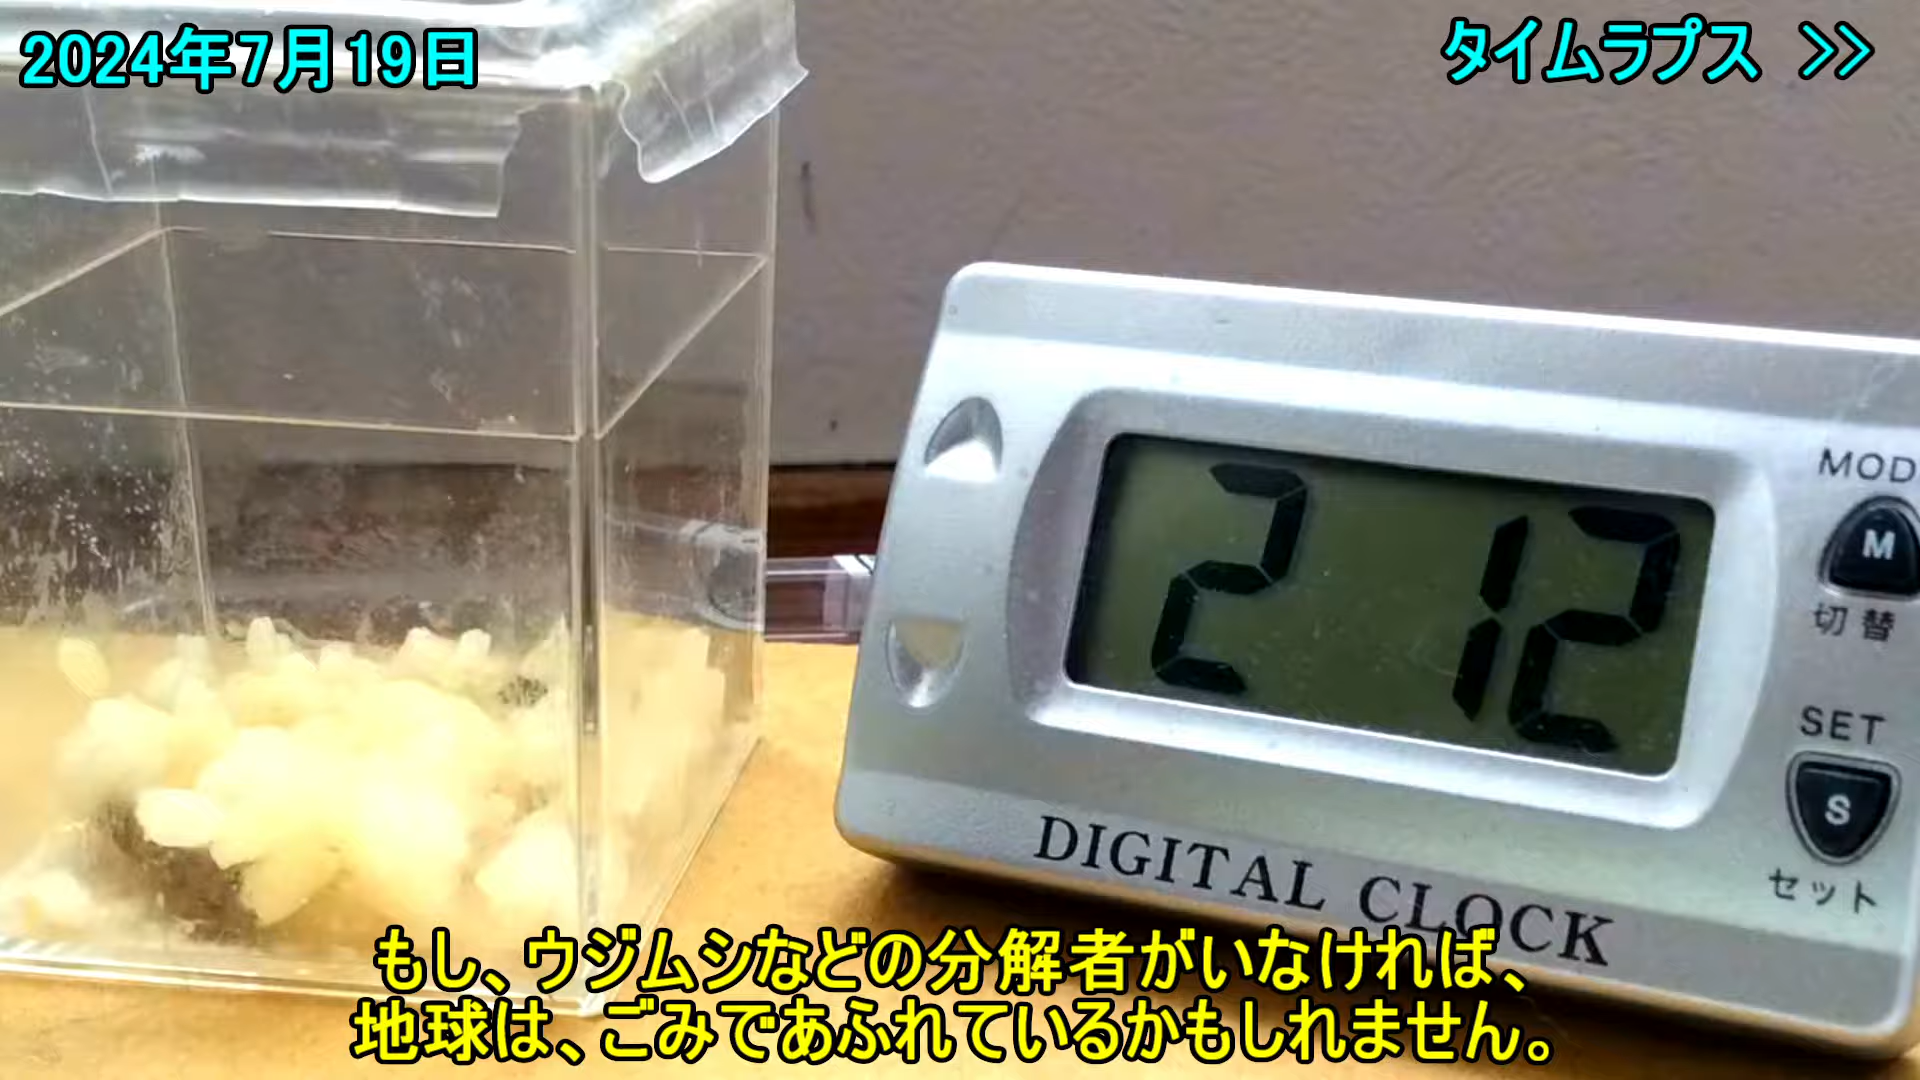 2024年7月19日
タイムラプス >>
2 12
MOD
M
切替
SET
S
セット
DIGITAL CLOCK
もし、ウジムシなどの分解者がいなければ、
地球は、ごみであふれているかもしれません。